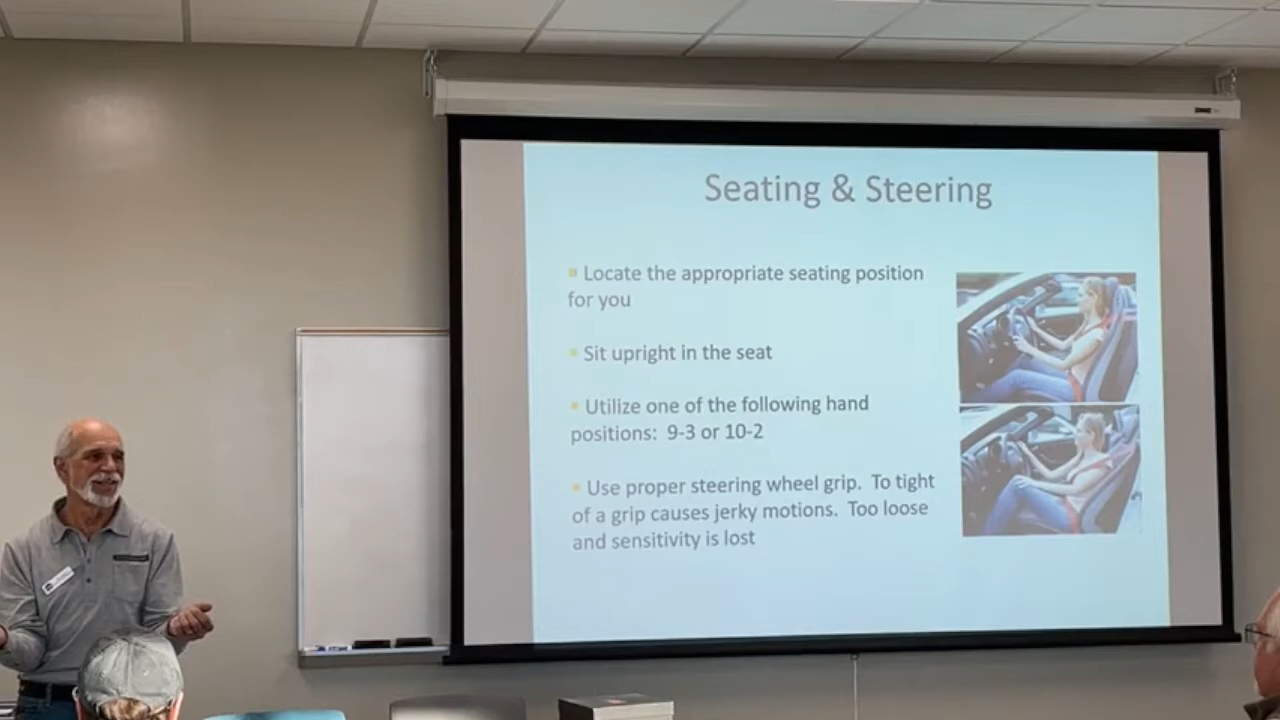 Seating & Steering
▪ Locate the appropriate seating position
for you
▪ Sit upright in the seat
▪ Utilize one of the following hand
positions: 9-3 or 10-2
▪ Use proper steering wheel grip. To tight
of a grip causes jerky motions. Too loose
and sensitivity is lost